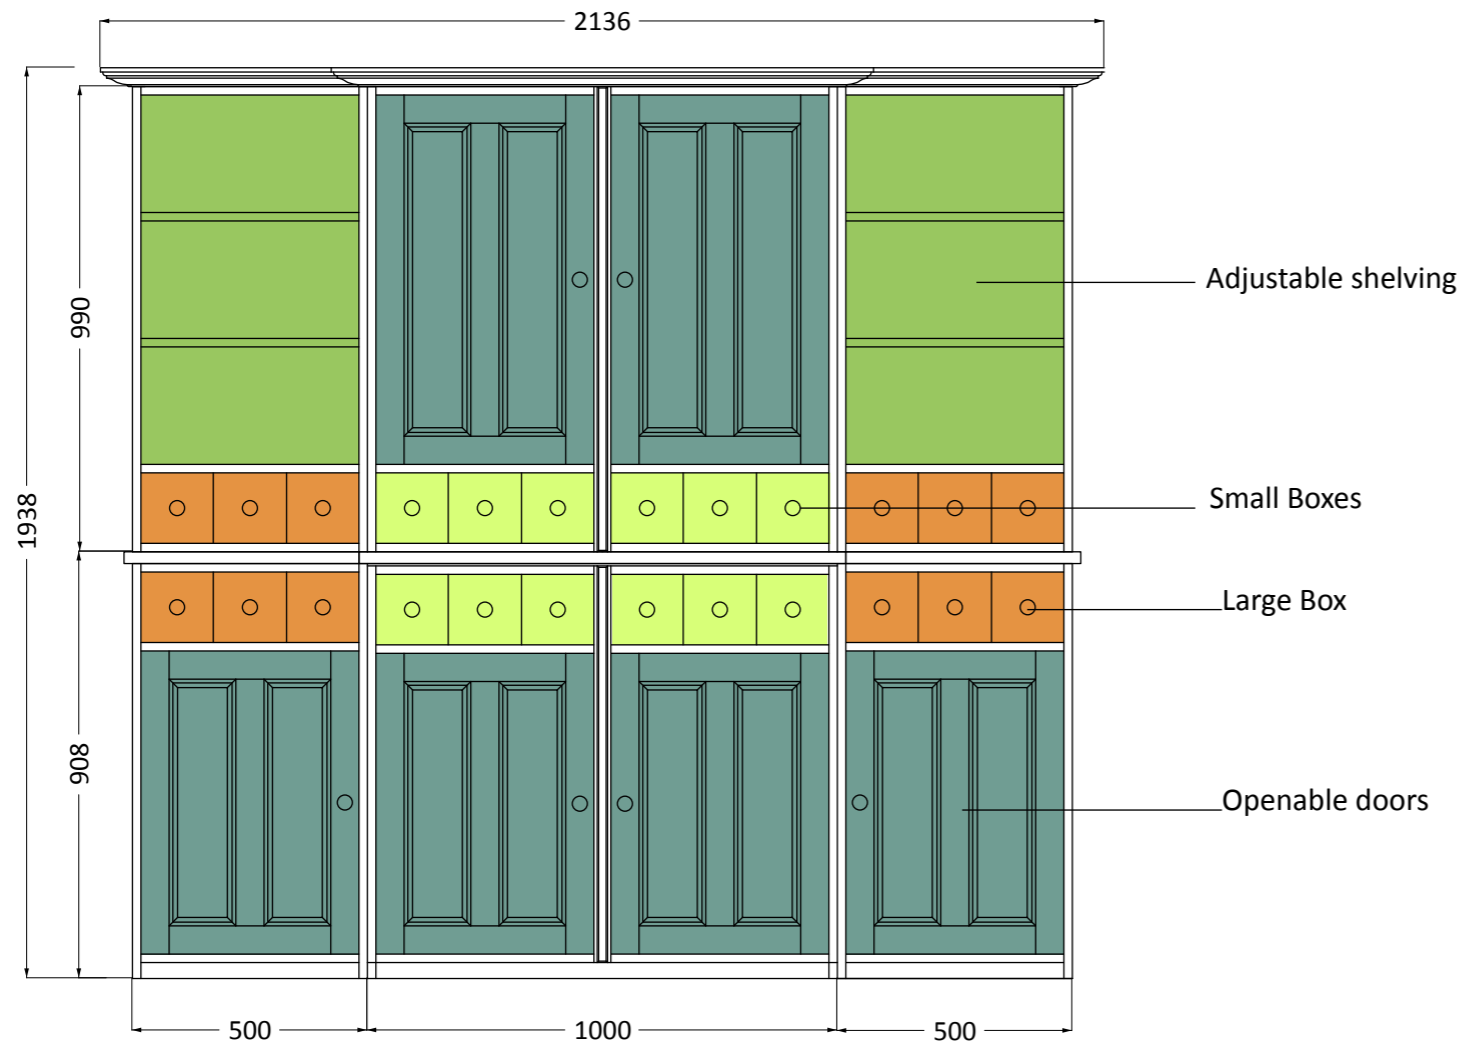 2136
990
Adjustable shelving
1938
Small Boxes
Large Box
908
Openable doors
500
1000
500